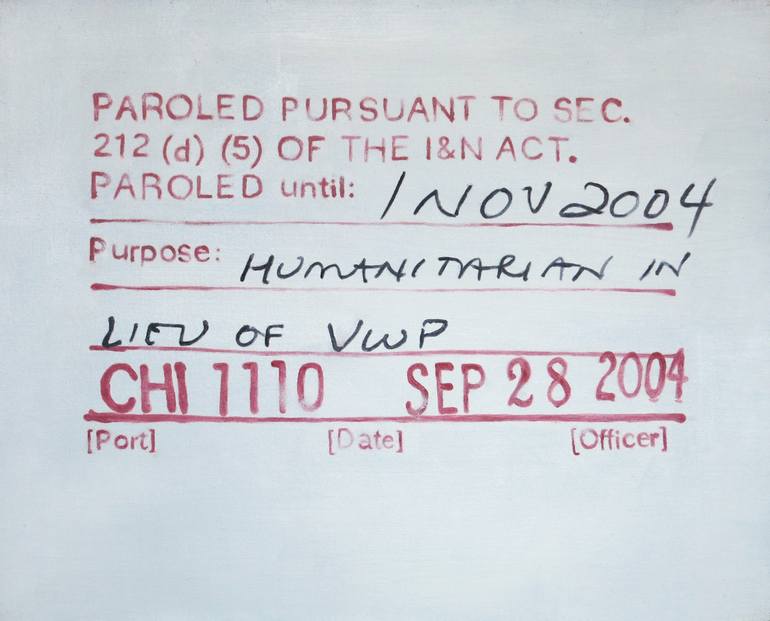 PAROLED PURSUANT TO SEC.
212 (d) (5) OF THE I&N ACT.
PAROLED until: 1 NOV 2004
Purpose: HUMANITARIAN IN
LIEU OF VWP
CHI 1110 SEP 28 2004
[Port] [Date] [Officer]